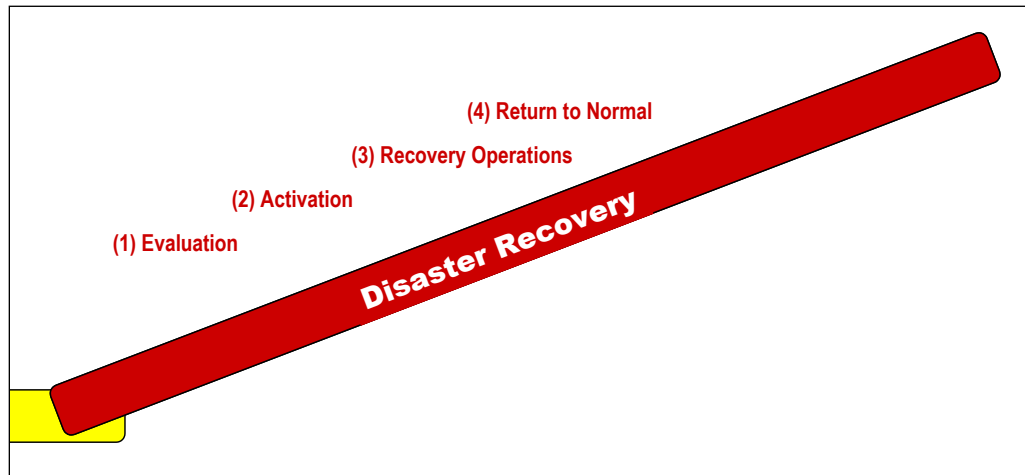 (4) Return to Normal
(3) Recovery Operations
(2) Activation
(1) Evaluation
Disaster Recovery